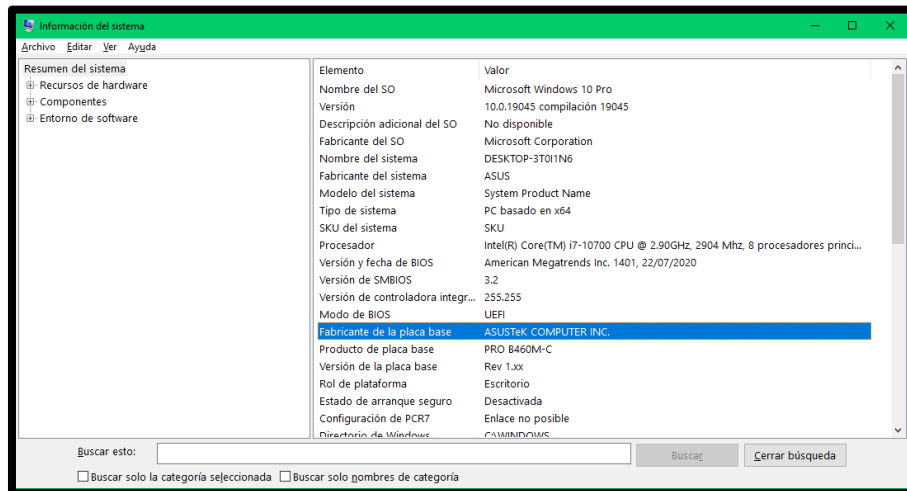 Información del sistema
Archivo Editar Ver Ayuda
Resumen del sistema
Recursos de hardware
Componentes
Entorno de software
Elemento Valor
Nombre del SO Microsoft Windows 10 Pro
Versión 10.0.19045 compilación 19045
Descripción adicional del SO No disponible
Fabricante del SO Microsoft Corporation
Nombre del sistema DESKTOP-3T0I1N6
Fabricante del sistema ASUS
Modelo del sistema System Product Name
Tipo de sistema PC basado en x64
SKU del sistema SKU
Procesador Intel(R) Core(TM) i7-10700 CPU @ 2.90GHz, 2904 Mhz, 8 procesadores princi...
Versión y fecha de BIOS American Megatrends Inc. 1401, 22/07/2020
Versión de SMBIOS 3.2
Versión de controladora integr... 255.255
Modo de BIOS UEFI
Fabricante de la placa base ASUSTeK COMPUTER INC.
Producto de placa base PRO B460M-C
Versión de la placa base Rev 1.xx
Rol de plataforma Escritorio
Estado de arranque seguro Desactivada
Configuración de PCR7 Enlace no posible
Directorio de Windows C:\WINDOWS
Buscar esto: Buscar Cerrar búsqueda
Buscar solo la categoría seleccionada Buscar solo nombres de categoría